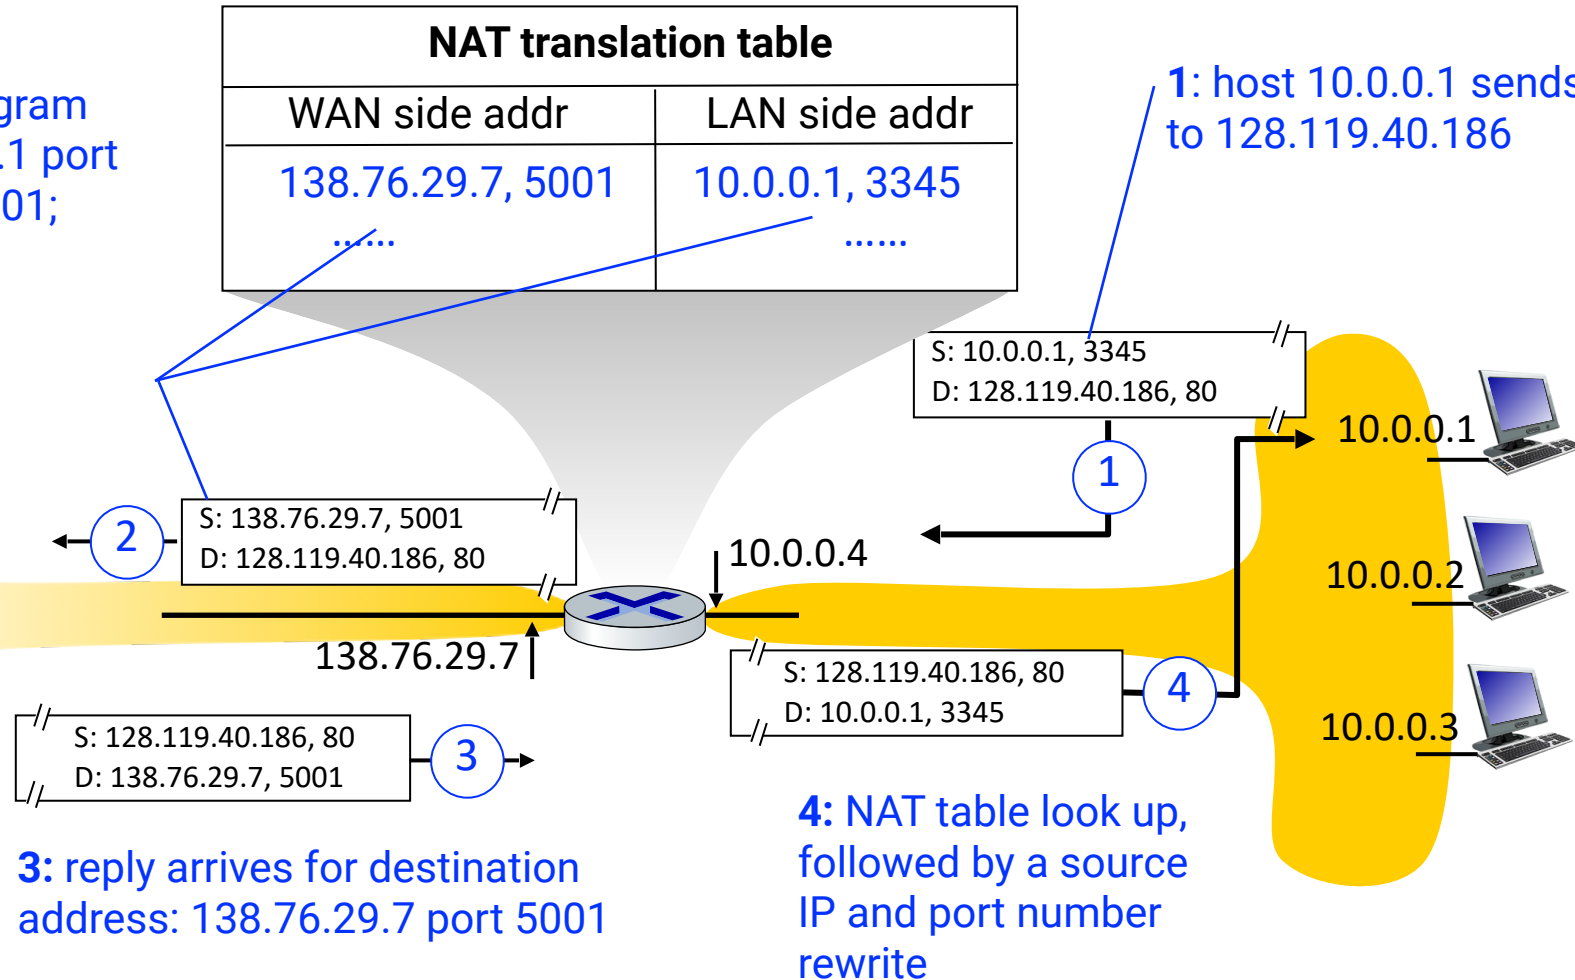 NAT translation table
WAN side addr LAN side addr
138.76.29.7, 5001 10.0.0.1, 3345
...... ......
gram
.1 port
01;
1: host 10.0.0.1 sends
to 128.119.40.186
S: 10.0.0.1, 3345
D: 128.119.40.186, 80
1
10.0.0.1
2
S: 138.76.29.7, 5001
D: 128.119.40.186, 80
10.0.0.4
10.0.0.2
138.76.29.7
S: 128.119.40.186, 80
D: 10.0.0.1, 3345
4
10.0.0.3
S: 128.119.40.186, 80
D: 138.76.29.7, 5001
3
3: reply arrives for destination
address: 138.76.29.7 port 5001
4: NAT table look up,
followed by a source
IP and port number
rewrite